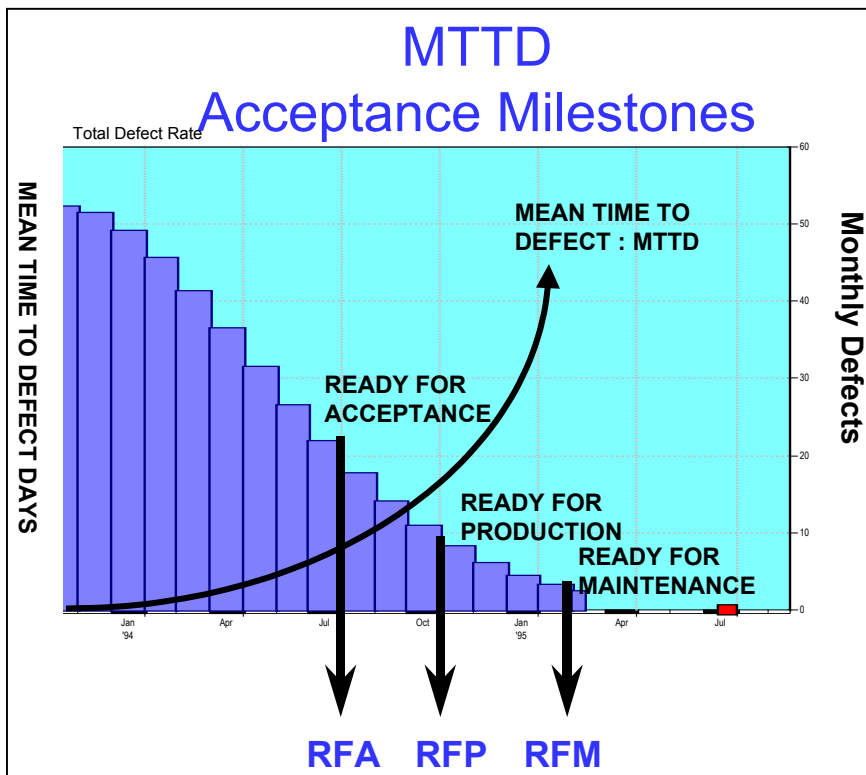 MTTD
Acceptance Milestones
Total Defect Rate
MEAN TIME TO DEFECT DAYS
MEAN TIME TO
DEFECT : MTTD
READY FOR
ACCEPTANCE
READY FOR
PRODUCTION
READY FOR
MAINTENANCE
60
50
40
30
20
10
0
Monthly Defects
Jan
'94
Apr
Jul
Oct
Jan
'95
Apr
Jul
RFA
RFP
RFM